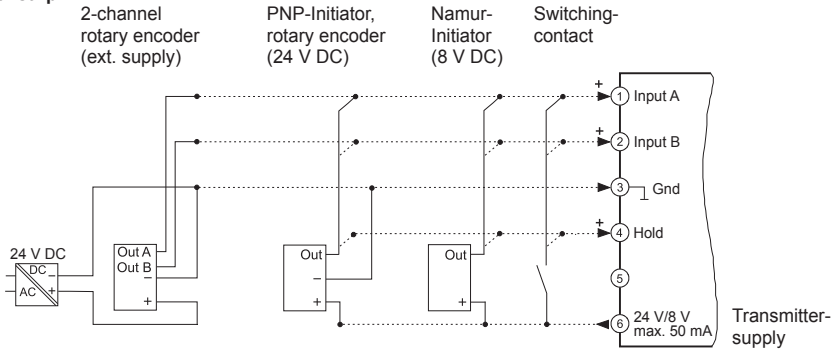 2-channel
rotary encoder
(ext. supply)
PNP-Initiator,
rotary encoder
(24 V DC)
Namur-
Initiator
(8 V DC)
Switching-
contact
+
1 Input A
+
2 Input B
3 Gnd
+
4 Hold
5
6 24 V/8 V
max. 50 mA
Transmitter-
supply
24 V DC
DC −
AC +
Out A
Out B
−
+
Out
−
+
Out
+